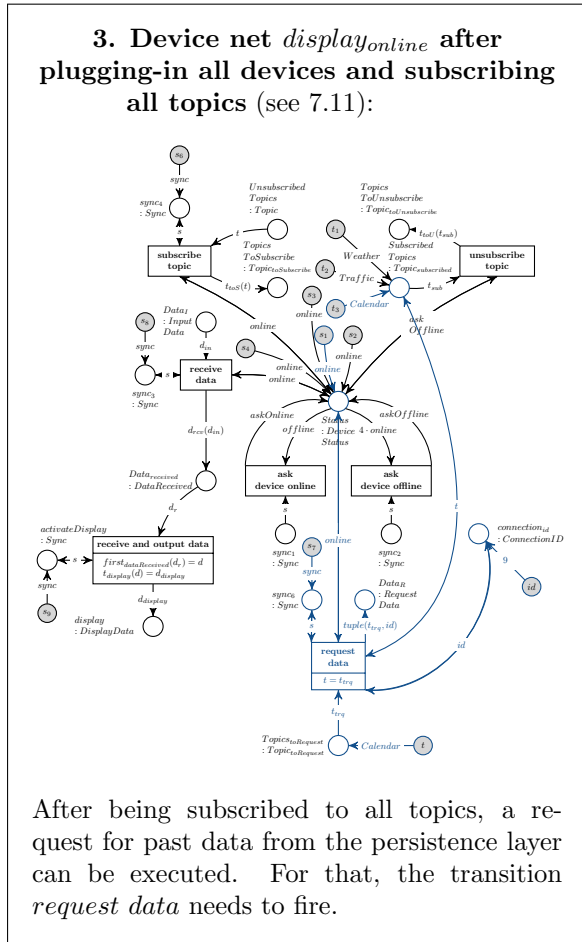 3. Device net display_online after
plugging-in all devices and subscribing
all topics (see 7.11):
s6
sync
sync4
: Sync
s
subscribe
topic
Unsubscribed
Topics
: Topic
t
Topics
ToSubscribe
: Topic_toSubscribe
t_toS(t)
Topics
ToUnsubscribe
: Topic_toUnsubscribe
t_toU(t_sub)
Subscribed
Topics
: Topic_subscribed
t_sub
unsubscribe
topic
t1
Weather
t2
Traffic
t3
Calendar
s3
online
s1
online
s2
online
s4
online
online
online
ask
Offline
s8
sync
sync3
: Sync
s
Data1
: Input
Data
d_in
receive
data
d_rcv(d_in)
Data_received
: DataReceived
d_r
Status
: Device
Status
askOnline
offline
4 · online
askOffline
ask
device online
ask
device offline
s
sync1
: Sync
s
sync2
: Sync
activateDisplay
: Sync
s
sync
s9
receive and output data
first_dataReceived(d_r) = d
t_display(d) = d_display
d_display
display
: DisplayData
s7
sync
sync6
: Sync
s
online
Data_R
: Request
Data
tuple(t_trq, id)
request
data
t = t_trq
t_trq
Topics_toRequest
: Topic_toRequest
Calendar
t
t
id
connection_id
: ConnectionID
9
id
After being subscribed to all topics, a re-
quest for past data from the persistence layer
can be executed. For that, the transition
request data needs to fire.